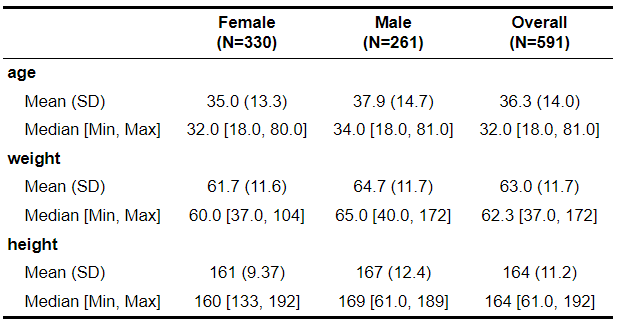 Female Male Overall
(N=330) (N=261) (N=591)
age
Mean (SD) 35.0 (13.3) 37.9 (14.7) 36.3 (14.0)
Median [Min, Max] 32.0 [18.0, 80.0] 34.0 [18.0, 81.0] 32.0 [18.0, 81.0]
weight
Mean (SD) 61.7 (11.6) 64.7 (11.7) 63.0 (11.7)
Median [Min, Max] 60.0 [37.0, 104] 65.0 [40.0, 172] 62.3 [37.0, 172]
height
Mean (SD) 161 (9.37) 167 (12.4) 164 (11.2)
Median [Min, Max] 160 [133, 192] 169 [61.0, 189] 164 [61.0, 192]